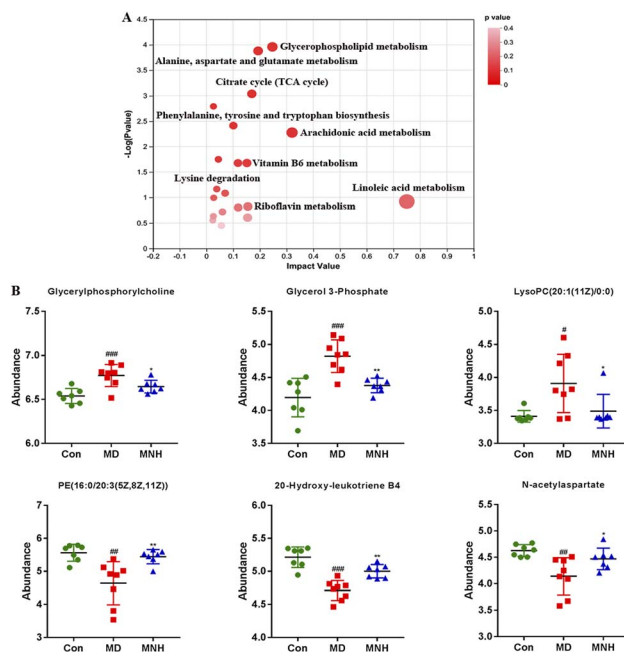 A
p value
0.4
0.3
0.2
0.1
0
-Log(Pvalue)
4.5
4
3.5
3
2.5
2
1.5
1
0.5
0
Glycerophospholipid metabolism
Alanine, aspartate and glutamate metabolism
Citrate cycle (TCA cycle)
Phenylalanine, tyrosine and tryptophan biosynthesis
Arachidonic acid metabolism
Vitamin B6 metabolism
Lysine degradation
Linoleic acid metabolism
Riboflavin metabolism
-0.2 -0.1 0 0.1 0.2 0.3 0.4 0.5 0.6 0.7 0.8 0.9 1
Impact Value
B
Glycerylphosphorylcholine
Abundance
7.5
7.0
6.5
6.0
###
*
Con MD MNH
Glycerol 3-Phosphate
Abundance
5.5
5.0
4.5
4.0
3.5
###
**
Con MD MNH
LysoPC(20:1(11Z)/0:0)
Abundance
5.0
4.5
4.0
3.5
3.0
#
*
Con MD MNH
PE(16:0/20:3(5Z,8Z,11Z))
Abundance
7
6
5
4
3
##
**
Con MD MNH
20-Hydroxy-leukotriene B4
Abundance
6.0
5.5
5.0
4.5
4.0
###
**
Con MD MNH
N-acetylaspartate
Abundance
5.5
5.0
4.5
4.0
3.5
3.0
##
*
Con MD MNH